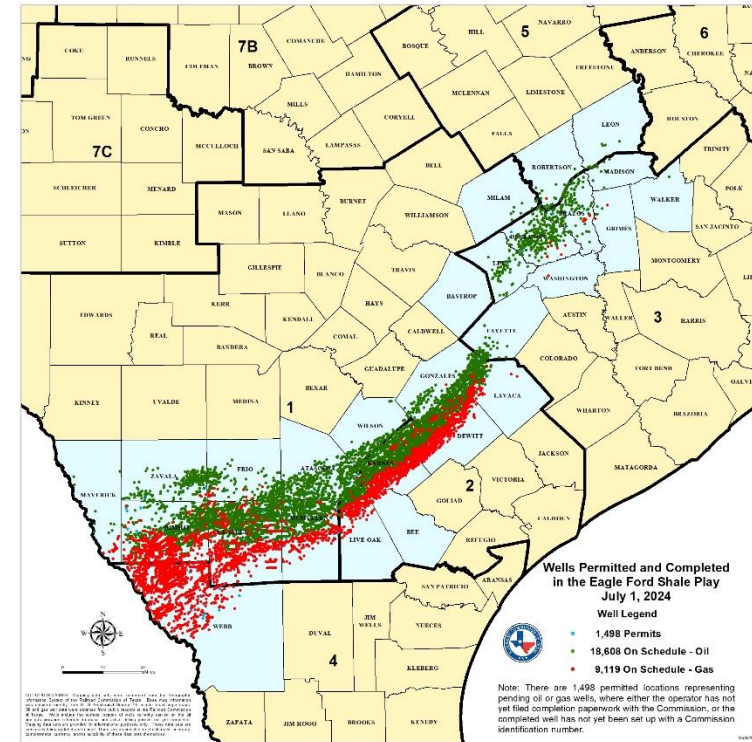 COKE
RUNNELS
COLEMAN
7B
BROWN
COMANCHE
HAMILTON
BOSQUE
HILL
5
NAVARRO
FREESTONE
ANDERSON
6
CHEROKEE
MILLS
MCLENNAN
LIMESTONE
TOM GREEN
CONCHO
7C
MCCULLOCH
SAN SABA
LAMPASAS
CORYELL
FALLS
LEON
HOUSTON
TRINITY
BELL
ROBERTSON
MADISON
POLK
SCHLEICHER
MENARD
MASON
LLANO
BURNET
WILLIAMSON
MILAM
WALKER
GRIMES
SAN JACINTO
SUTTON
KIMBLE
GILLESPIE
BLANCO
TRAVIS
WASHINGTON
MONTGOMERY
EDWARDS
KERR
HAYS
BASTROP
AUSTIN
WALLER
3
HARRIS
REAL
KENDALL
COMAL
CALDWELL
FAYETTE
BANDERA
GUADALUPE
COLORADO
FORT BEND
BEXAR
GONZALES
LAVACA
KINNEY
UVALDE
MEDINA
1
WILSON
WHARTON
BRAZORIA
DEWITT
JACKSON
MATAGORDA
MAVERICK
ZAVALA
FRIO
VICTORIA
GOLIAD
2
CALHOUN
LIVE OAK
BEE
REFUGIO
ARANSAS
SAN PATRICIO
WEBB
DUVAL
JIM
WELLS
NUECES
4
KLEBERG
ZAPATA
JIM HOGG
BROOKS
KENEDY
N
W
E
S
Wells Permitted and Completed
in the Eagle Ford Shale Play
July 1, 2024
Well Legend
1,498 Permits
18,608 On Schedule - Oil
9,119 On Schedule - Gas
Note: There are 1,498 permitted locations representing
pending oil or gas wells, where either the operator has not
yet filed completion paperwork with the Commission, or the
completed well has not yet been set up with a Commission
identification number.